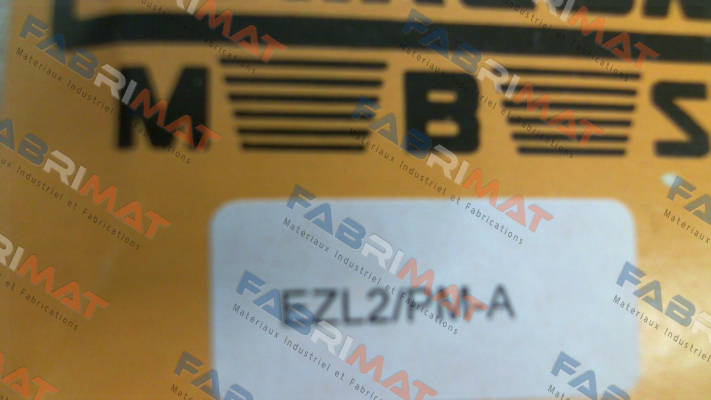 M B S
EZL2/PM-A
FABRIMAT
Materiaux Industriel et Fabrications